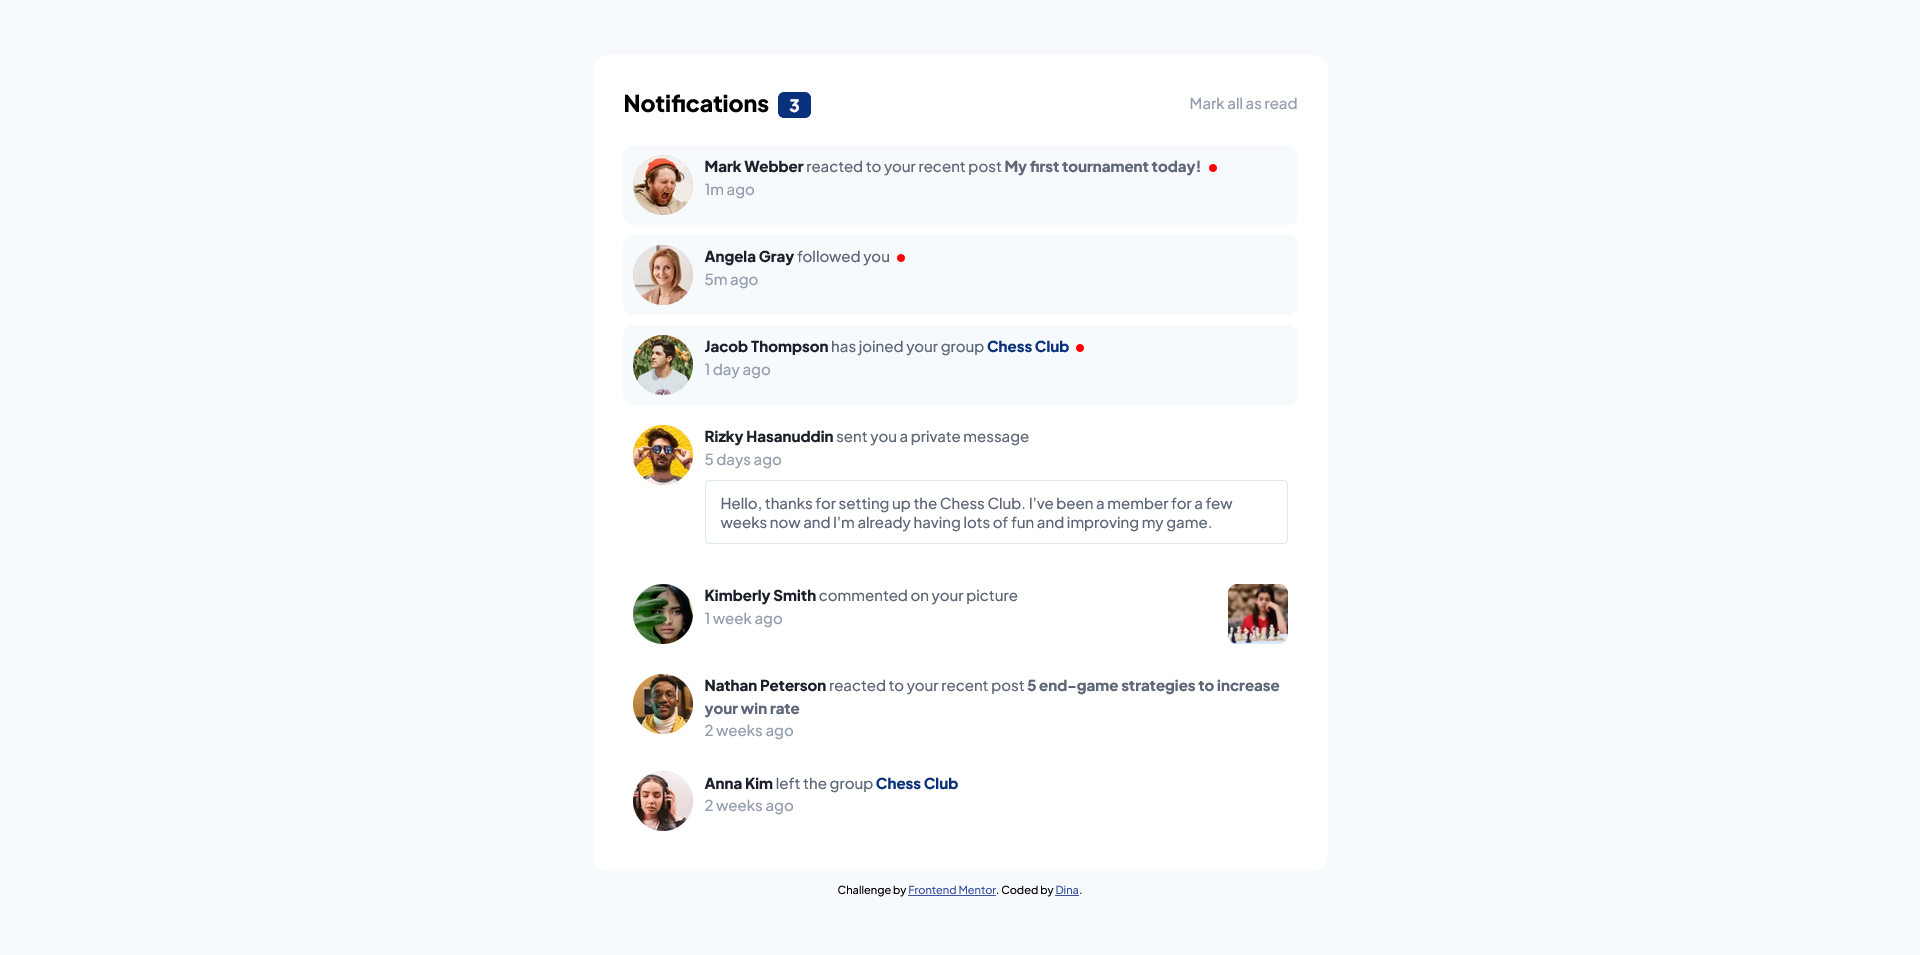 Notifications 3
Mark all as read
Mark Webber reacted to your recent post My first tournament today!
1m ago
Angela Gray followed you
5m ago
Jacob Thompson has joined your group Chess Club
1 day ago
Rizky Hasanuddin sent you a private message
5 days ago
Hello, thanks for setting up the Chess Club. I've been a member for a few
weeks now and I'm already having lots of fun and improving my game.
Kimberly Smith commented on your picture
1 week ago
Nathan Peterson reacted to your recent post 5 end-game strategies to increase
your win rate
2 weeks ago
Anna Kim left the group Chess Club
2 weeks ago
Challenge by Frontend Mentor. Coded by Dina.